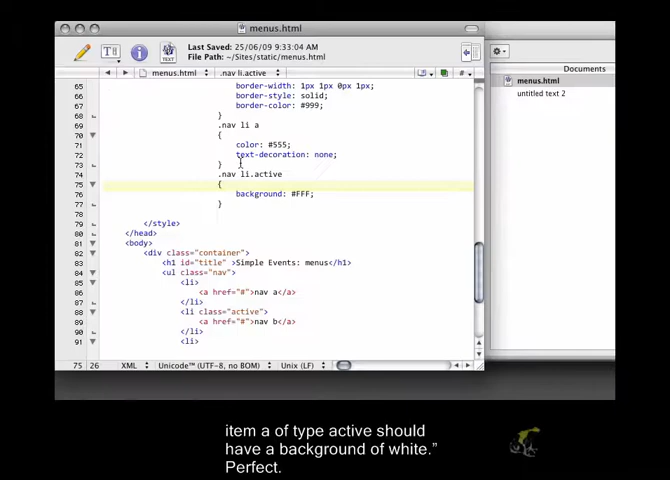 menus.html
Last Saved: 25/06/09 9:33:04 AM
File Path: ~/Sites/static/menus.html
menus.html
.nav li.active
#
Documents
menus.html
untitled text 2
65 border-width: 1px 1px 0px 1px;
66 border-style: solid;
67 border-color: #999;
68 }
69 .nav li a
70 {
71 color: #555;
72 text-decoration: none;
73 }
74 .nav li.active
75 {
76 background: #FFF;
77 }
78
79 </style>
80 </head>
81 <body>
82 <div class="container">
83 <h1 id="title" >Simple Events: menus</h1>
84 <ul class="nav">
85 <li>
86 <a href="#">nav a</a>
87 </li>
88 <li class="active">
89 <a href="#">nav b</a>
90 </li>
91 <li>
75 26 XML Unicode™ (UTF-8, no BOM) Unix (LF)
item a of type active should
have a background of white.”
Perfect.